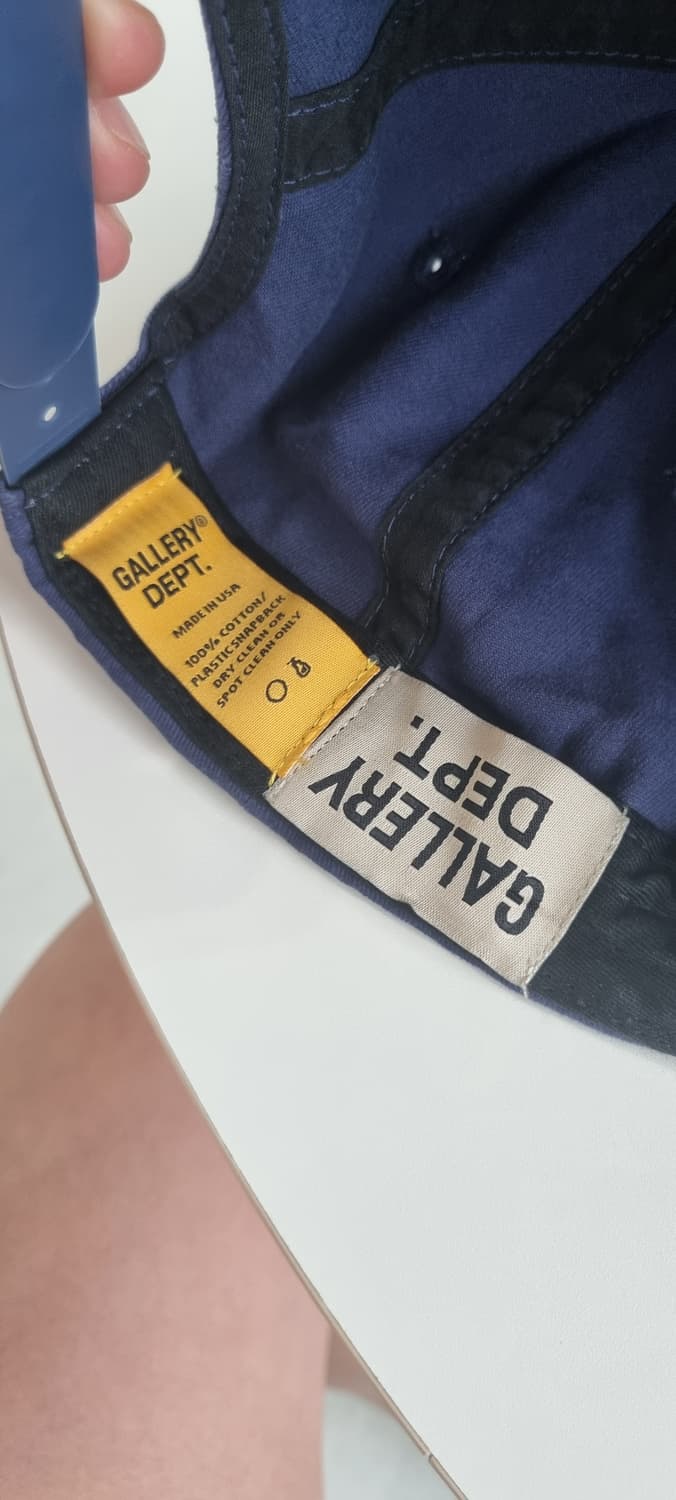 GALLERY®
DEPT.
MADE IN USA
100% COTTON/
PLASTIC SNAPBACK
DRY CLEAN OR
SPOT CLEAN ONLY
GALLERY
DEPT.